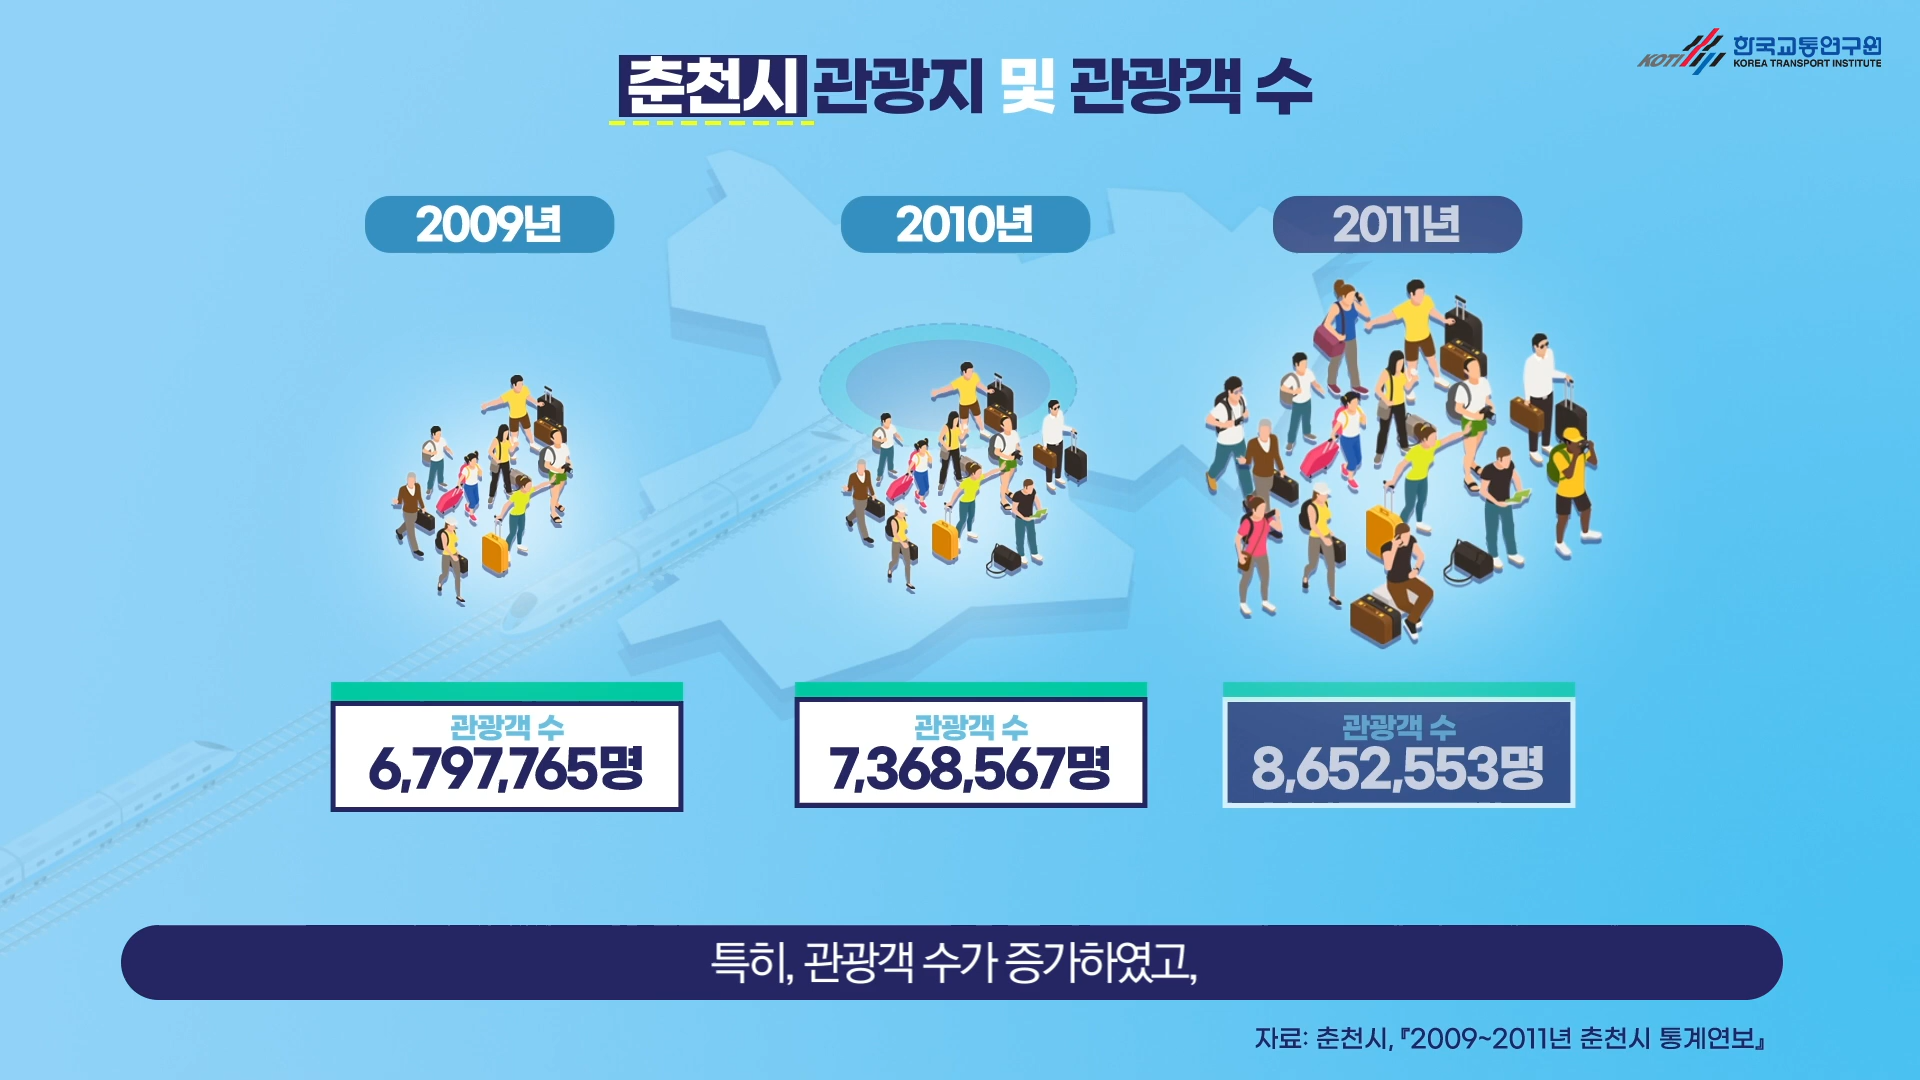 춘천시 관광지 및 관광객 수
KOTI 한국교통연구원
KOREA TRANSPORT INSTITUTE
2009년
2010년
2011년
관광객 수
6,797,765명
관광객 수
7,368,567명
관광객 수
8,652,553명
특히, 관광객 수가 증가하였고,
자료: 춘천시, 『2009~2011년 춘천시 통계연보』